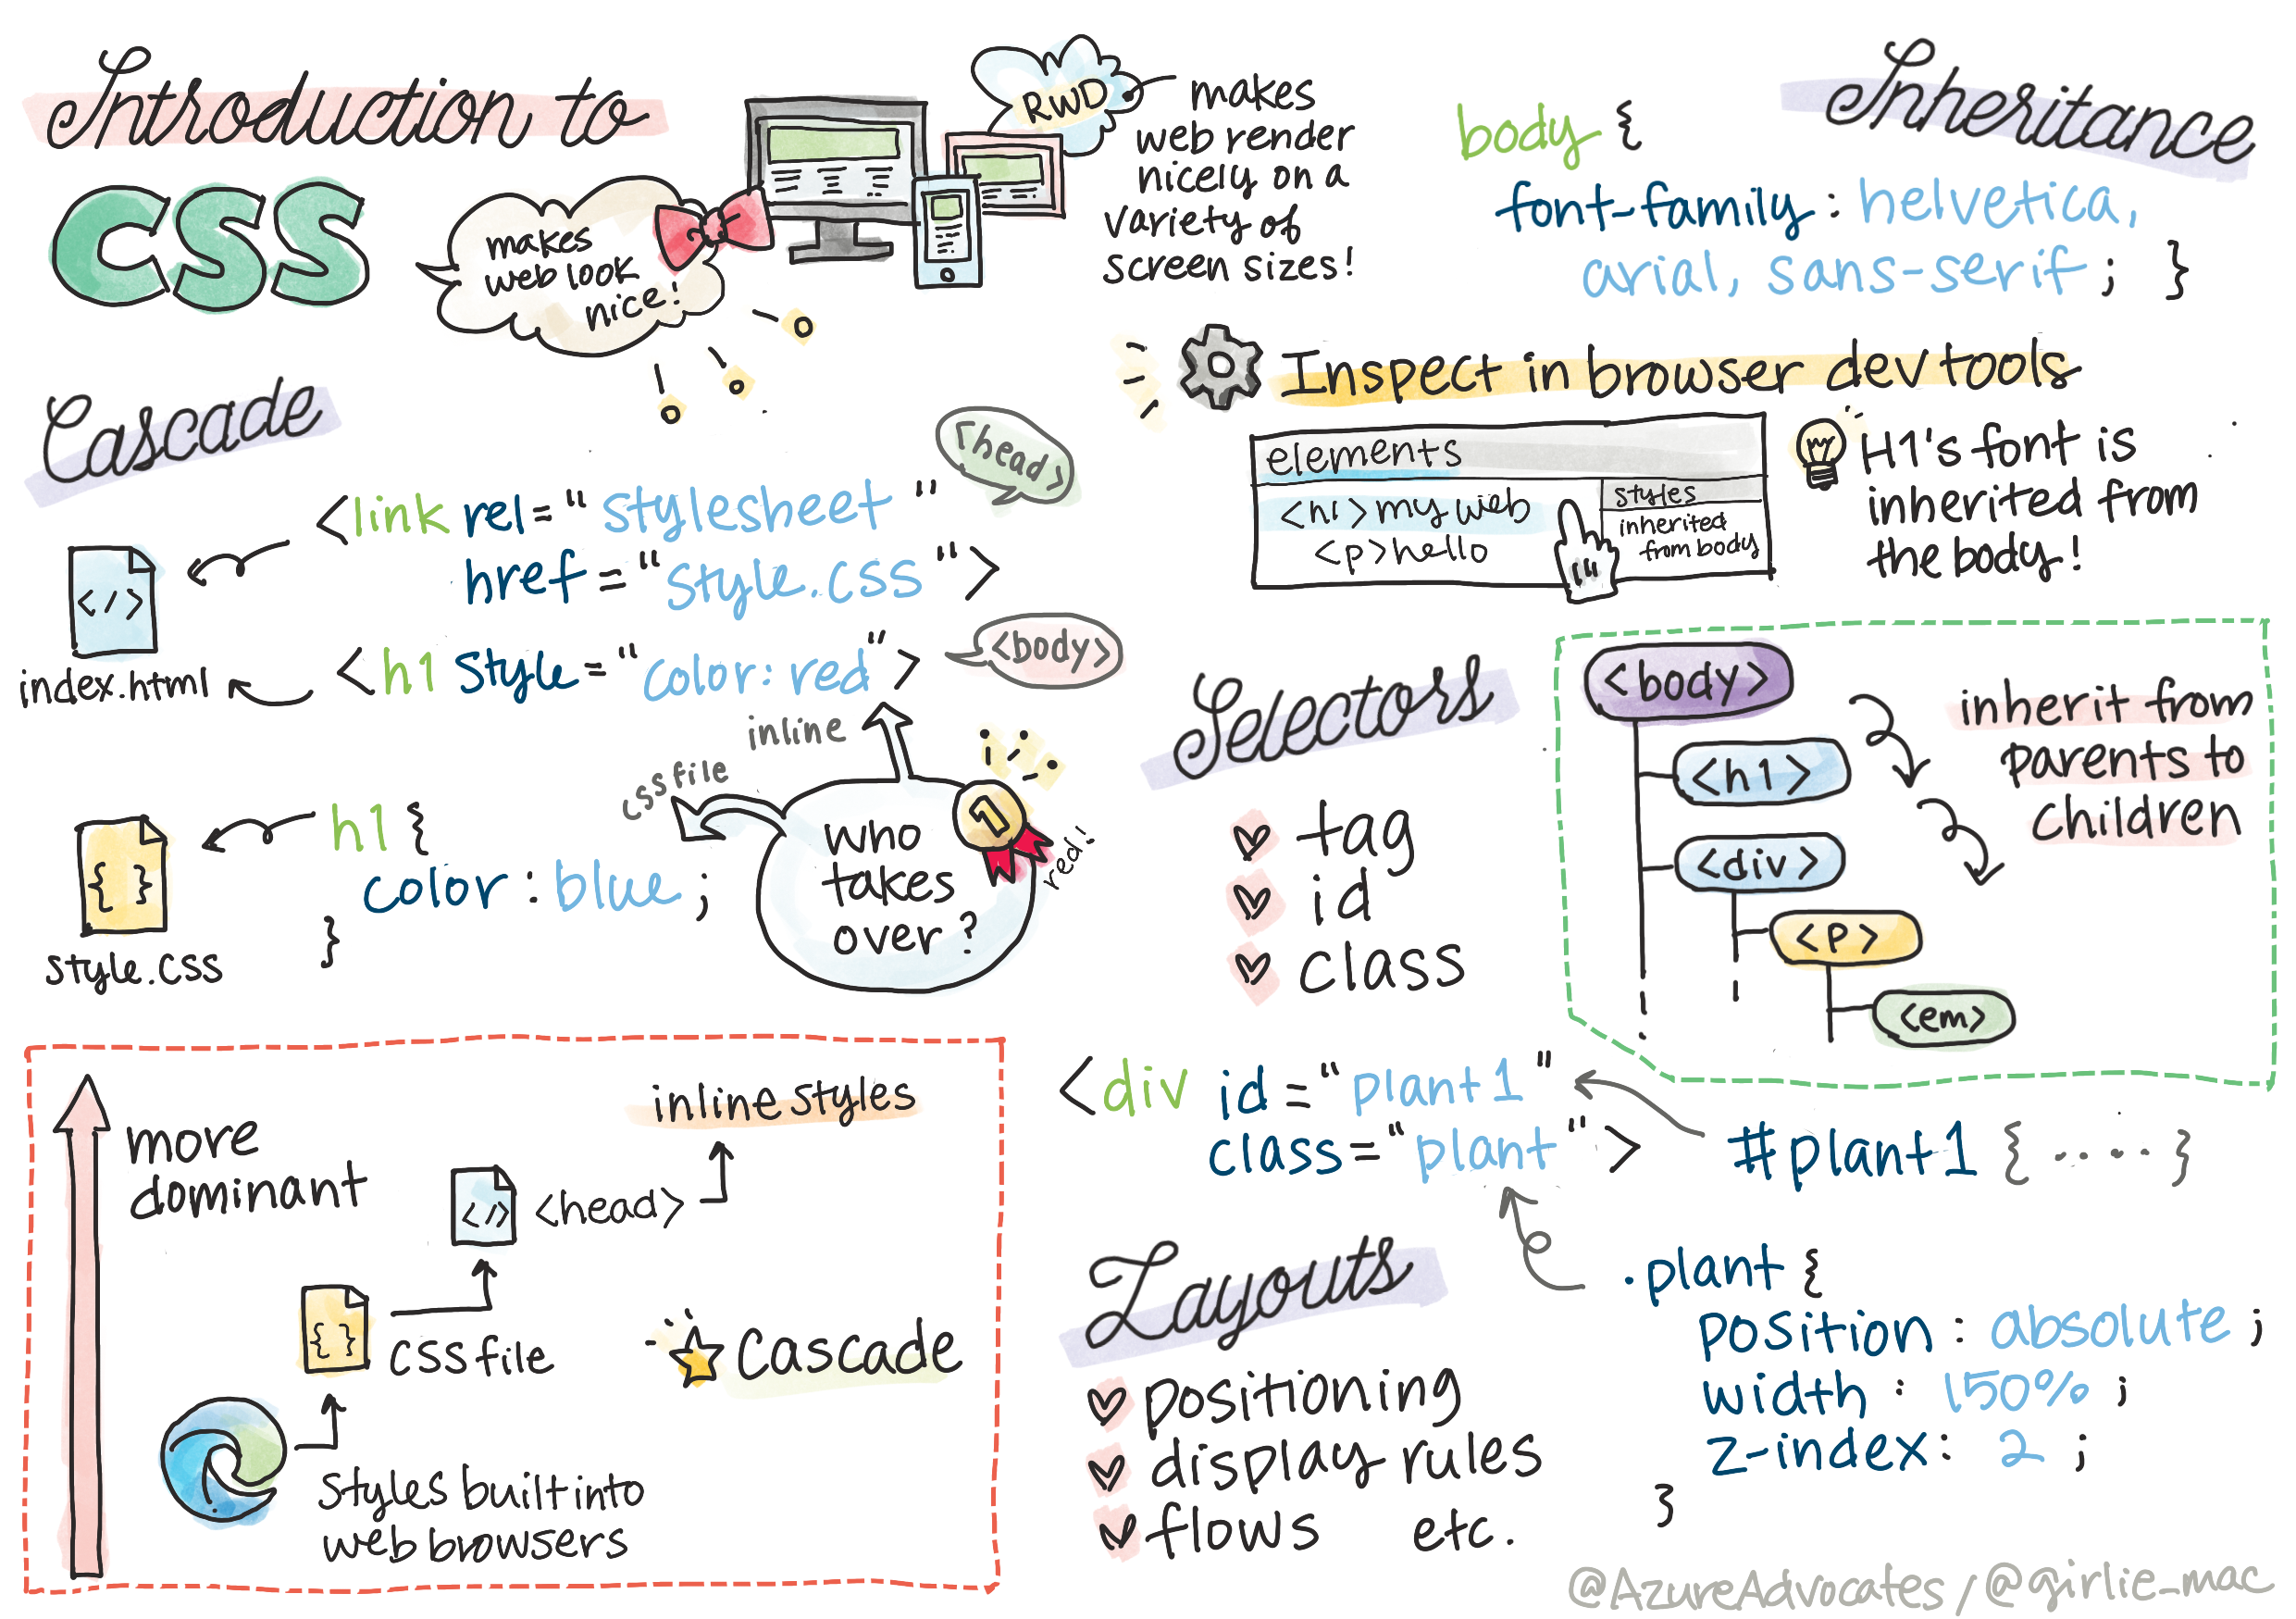 Introduction to
CSS
makes
web look
nice!
RWD
makes
web render
nicely on a
variety of
screen sizes!
Cascade
<head>
<link rel="stylesheet"
href="style.css">
</>
index.html
<h1 style="color: red">
<body>
inline
css file
h1 {
color : blue ;
}
{ }
style.css
who
takes
over?
1
red!
more
dominant
inline styles
</>
<head>
{ }
css file
Cascade
styles built into
web browsers
Inheritance
body {
font-family : helvetica,
arial, sans-serif ; }
Inspect in browser dev tools
elements
<h1> my web
<p> hello
styles
inherited
from body
H1's font is
inherited from
the body!
Selectors
tag
id
class
<body>
<h1>
<div>
<p>
<em>
inherit from
parents to
children
<div id="plant1"
class="plant">
#plant1 { ..... }
.plant {
position : absolute ;
width : 150% ;
z-index : 2 ;
}
Layouts
positioning
display rules
flows etc.
@AzureAdvocates / @girlie_mac